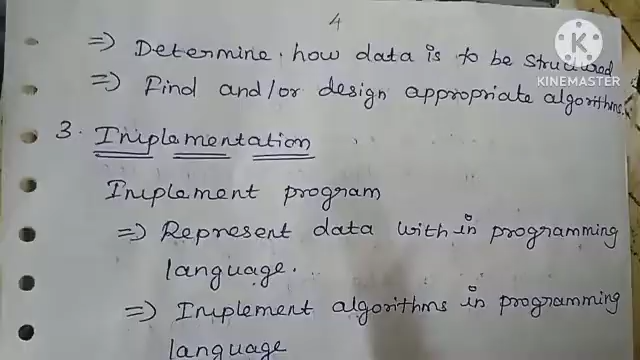 4
⇒ Determine how data is to be structured
⇒ Find and/or design appropriate algorithms.
K
KINEMASTER
3. Implementation
Implement program
⇒ Represent data with in programming
language.
⇒ Implement algorithms in programming
language